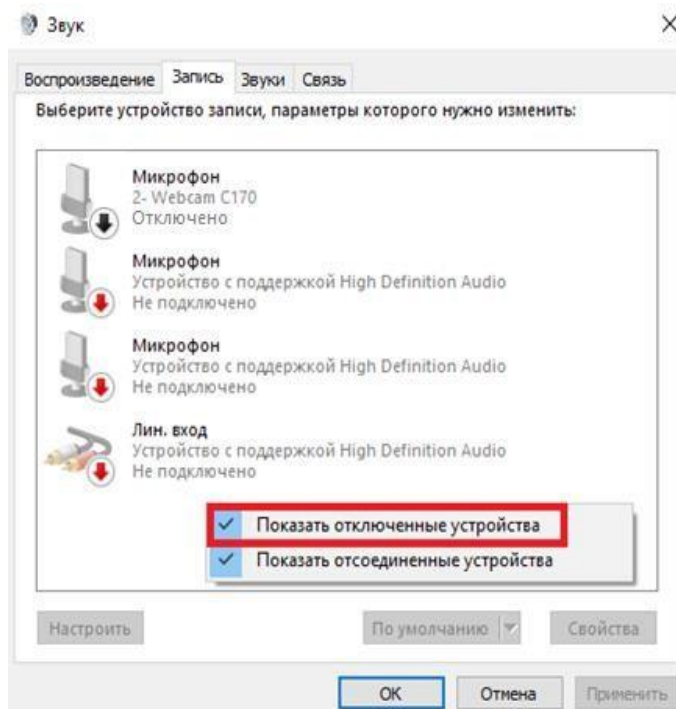 Звук
Воспроизведение Запись Звуки Связь
Выберите устройство записи, параметры которого нужно изменить:
Микрофон
2- Webcam C170
Отключено
Микрофон
Устройство с поддержкой High Definition Audio
Не подключено
Микрофон
Устройство с поддержкой High Definition Audio
Не подключено
Лин. вход
Устройство с поддержкой High Definition Audio
Не подключено
Показать отключенные устройства
Показать отсоединенные устройства
Настроить По умолчанию Свойства
ОК Отмена Применить